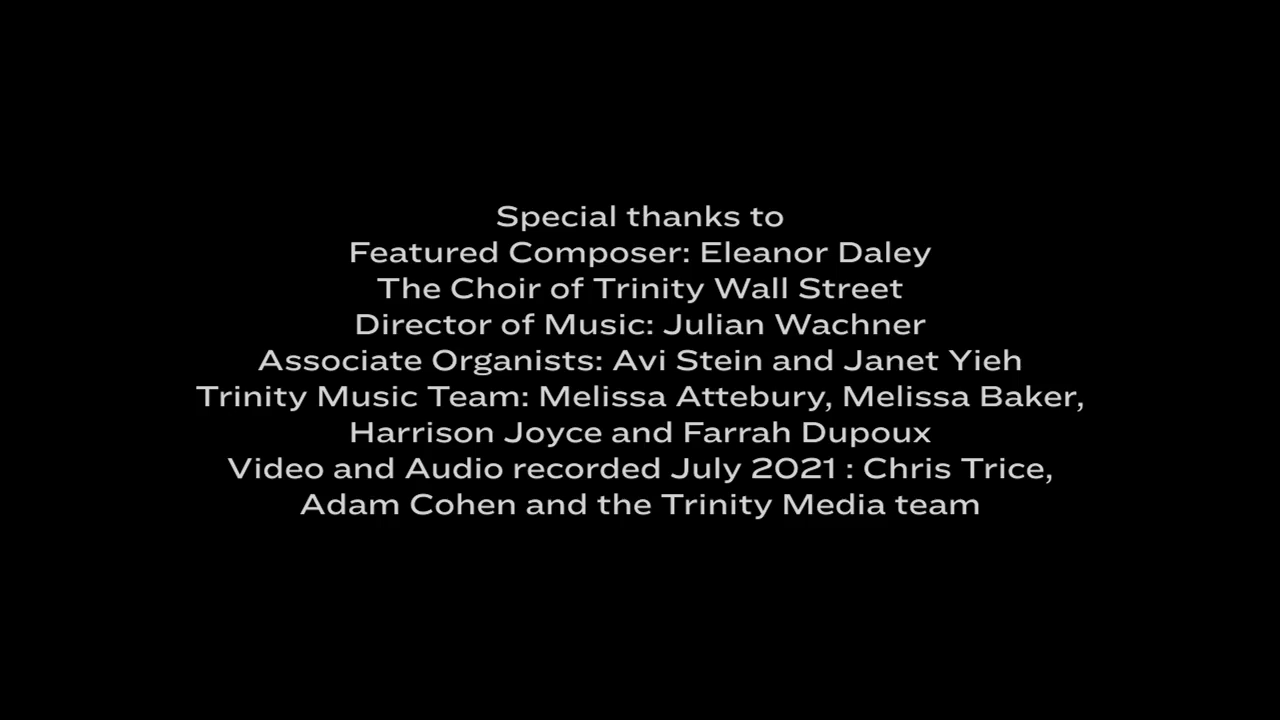 Special thanks to
Featured Composer: Eleanor Daley
The Choir of Trinity Wall Street
Director of Music: Julian Wachner
Associate Organists: Avi Stein and Janet Yieh
Trinity Music Team: Melissa Attebury, Melissa Baker,
Harrison Joyce and Farrah Dupoux
Video and Audio recorded July 2021 : Chris Trice,
Adam Cohen and the Trinity Media team